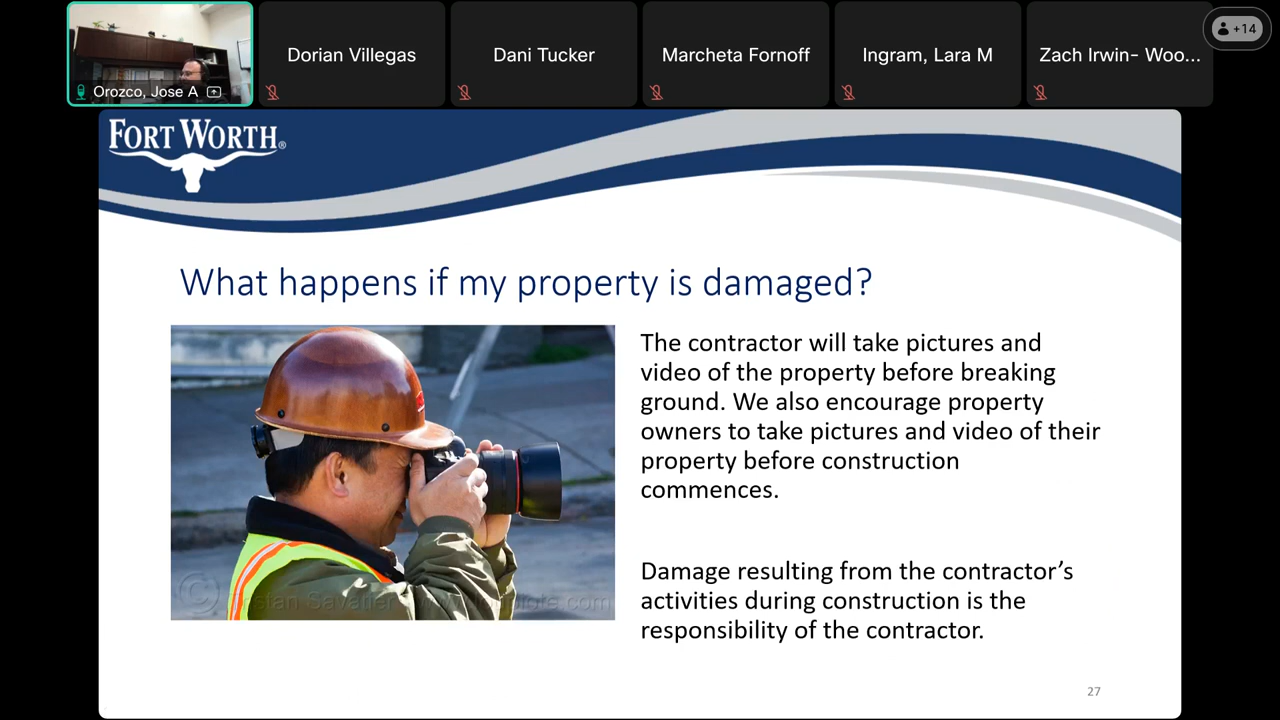 Orozco, Jose A
Dorian Villegas
Dani Tucker
Marcheta Fornoff
Ingram, Lara M
Zach Irwin- Woo...
+14
FORT WORTH®
What happens if my property is damaged?
The contractor will take pictures and
video of the property before breaking
ground. We also encourage property
owners to take pictures and video of their
property before construction
commences.
Damage resulting from the contractor’s
activities during construction is the
responsibility of the contractor.
27